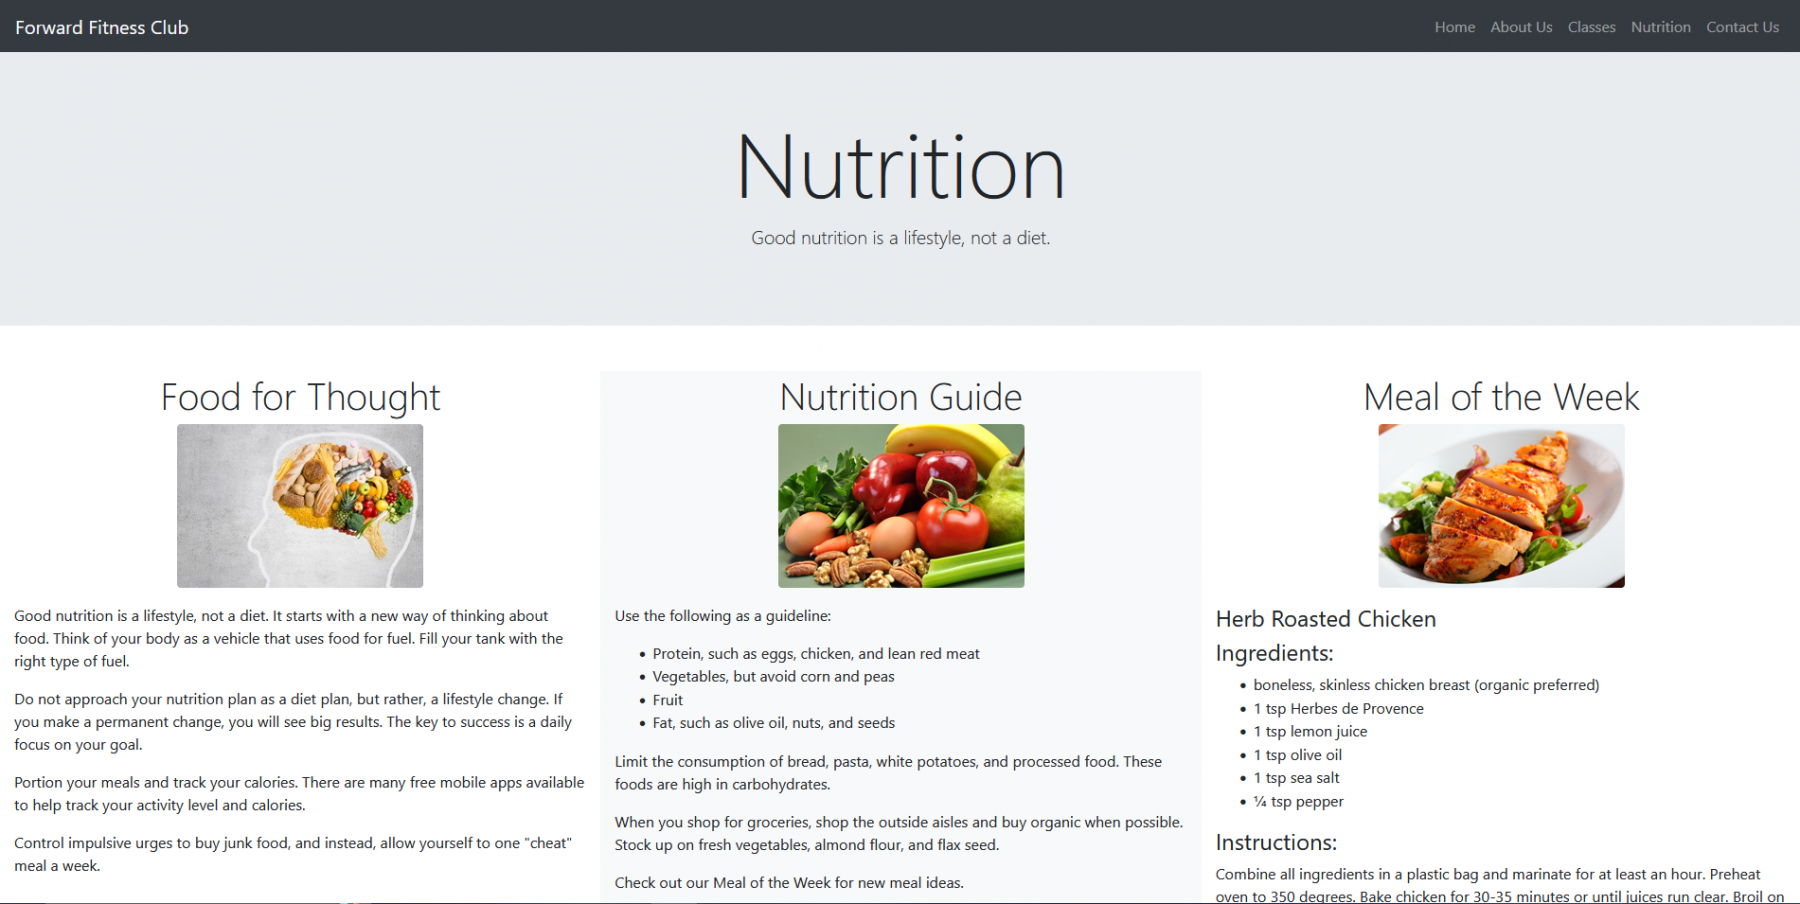 Forward Fitness Club
Home About Us Classes Nutrition Contact Us
Nutrition
Good nutrition is a lifestyle, not a diet.
Food for Thought
Good nutrition is a lifestyle, not a diet. It starts with a new way of thinking about
food. Think of your body as a vehicle that uses food for fuel. Fill your tank with the
right type of fuel.
Do not approach your nutrition plan as a diet plan, but rather, a lifestyle change. If
you make a permanent change, you will see big results. The key to success is a daily
focus on your goal.
Portion your meals and track your calories. There are many free mobile apps available
to help track your activity level and calories.
Control impulsive urges to buy junk food, and instead, allow yourself to one "cheat"
meal a week.
Nutrition Guide
Use the following as a guideline:
• Protein, such as eggs, chicken, and lean red meat
• Vegetables, but avoid corn and peas
• Fruit
• Fat, such as olive oil, nuts, and seeds
Limit the consumption of bread, pasta, white potatoes, and processed food. These
foods are high in carbohydrates.
When you shop for groceries, shop the outside aisles and buy organic when possible.
Stock up on fresh vegetables, almond flour, and flax seed.
Check out our Meal of the Week for new meal ideas.
Meal of the Week
Herb Roasted Chicken
Ingredients:
• boneless, skinless chicken breast (organic preferred)
• 1 tsp Herbes de Provence
• 1 tsp lemon juice
• 1 tsp olive oil
• 1 tsp sea salt
• ¼ tsp pepper
Instructions:
Combine all ingredients in a plastic bag and marinate for at least an hour. Preheat
oven to 350 degrees. Bake chicken for 30-35 minutes or until juices run clear. Broil on